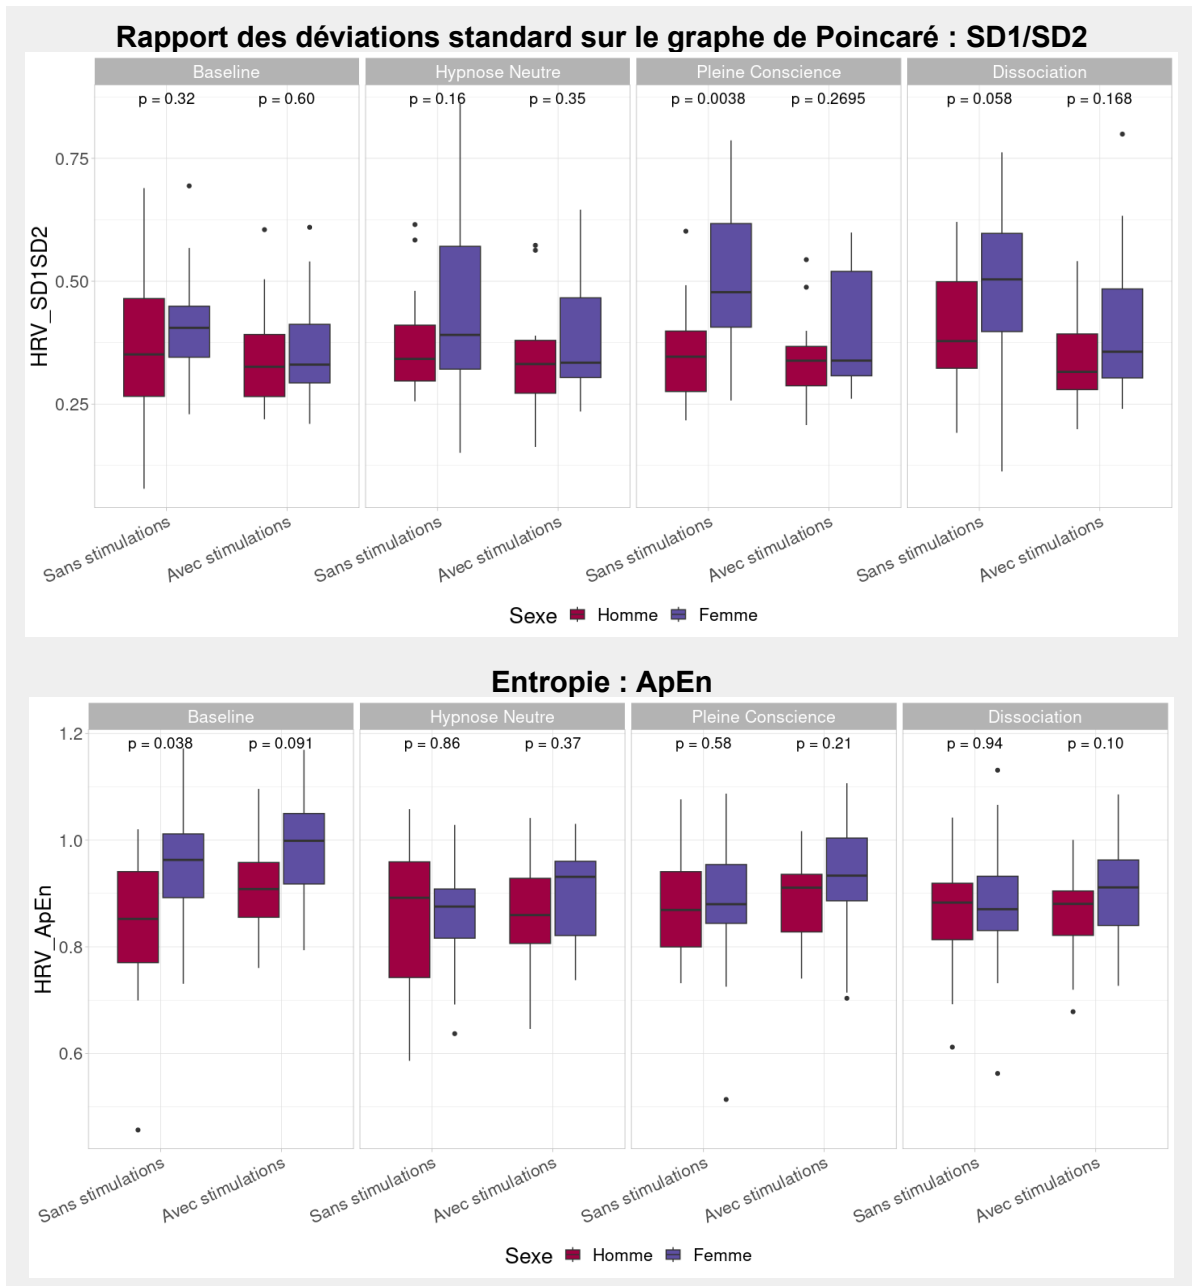 Rapport des déviations standard sur le graphe de Poincaré : SD1/SD2
Baseline Hypnose Neutre Pleine Conscience Dissociation
p = 0.32 p = 0.60 p = 0.16 p = 0.35 p = 0.0038 p = 0.2695 p = 0.058 p = 0.168
0.75
0.50
0.25
HRV_SD1SD2
Sans stimulations Avec stimulations Sans stimulations Avec stimulations Sans stimulations Avec stimulations Sans stimulations Avec stimulations
Sexe Homme Femme
Entropie : ApEn
Baseline Hypnose Neutre Pleine Conscience Dissociation
p = 0.038 p = 0.091 p = 0.86 p = 0.37 p = 0.58 p = 0.21 p = 0.94 p = 0.10
1.2
1.0
0.8
0.6
HRV_ApEn
Sans stimulations Avec stimulations Sans stimulations Avec stimulations Sans stimulations Avec stimulations Sans stimulations Avec stimulations
Sexe Homme Femme